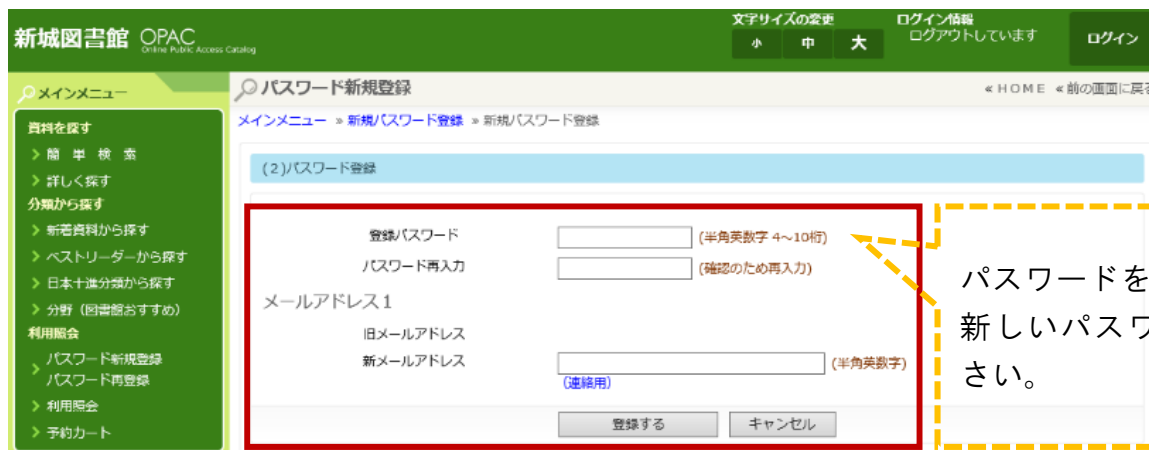 新城図書館 OPAC
Online Public Access Catalog
文字サイズの変更
小 中 大
ログイン情報
ログアウトしています
ログイン
メインメニュー
資料を探す
簡 単 検 索
詳しく探す
分類から探す
新着資料から探す
ベストリーダーから探す
日本十進分類から探す
分野（図書館おすすめ）
利用照会
パスワード新規登録
パスワード再登録
利用照会
予約カート
パスワード新規登録
«HOME «前の画面に戻る
メインメニュー » 新規パスワード登録 » 新規パスワード登録
(2)パスワード登録
登録パスワード (半角英数字 4～10桁)
パスワード再入力 (確認のため再入力)
メールアドレス1
旧メールアドレス
新メールアドレス (半角英数字)
(連絡用)
登録する キャンセル
パスワードを
新しいパスワ
さい。